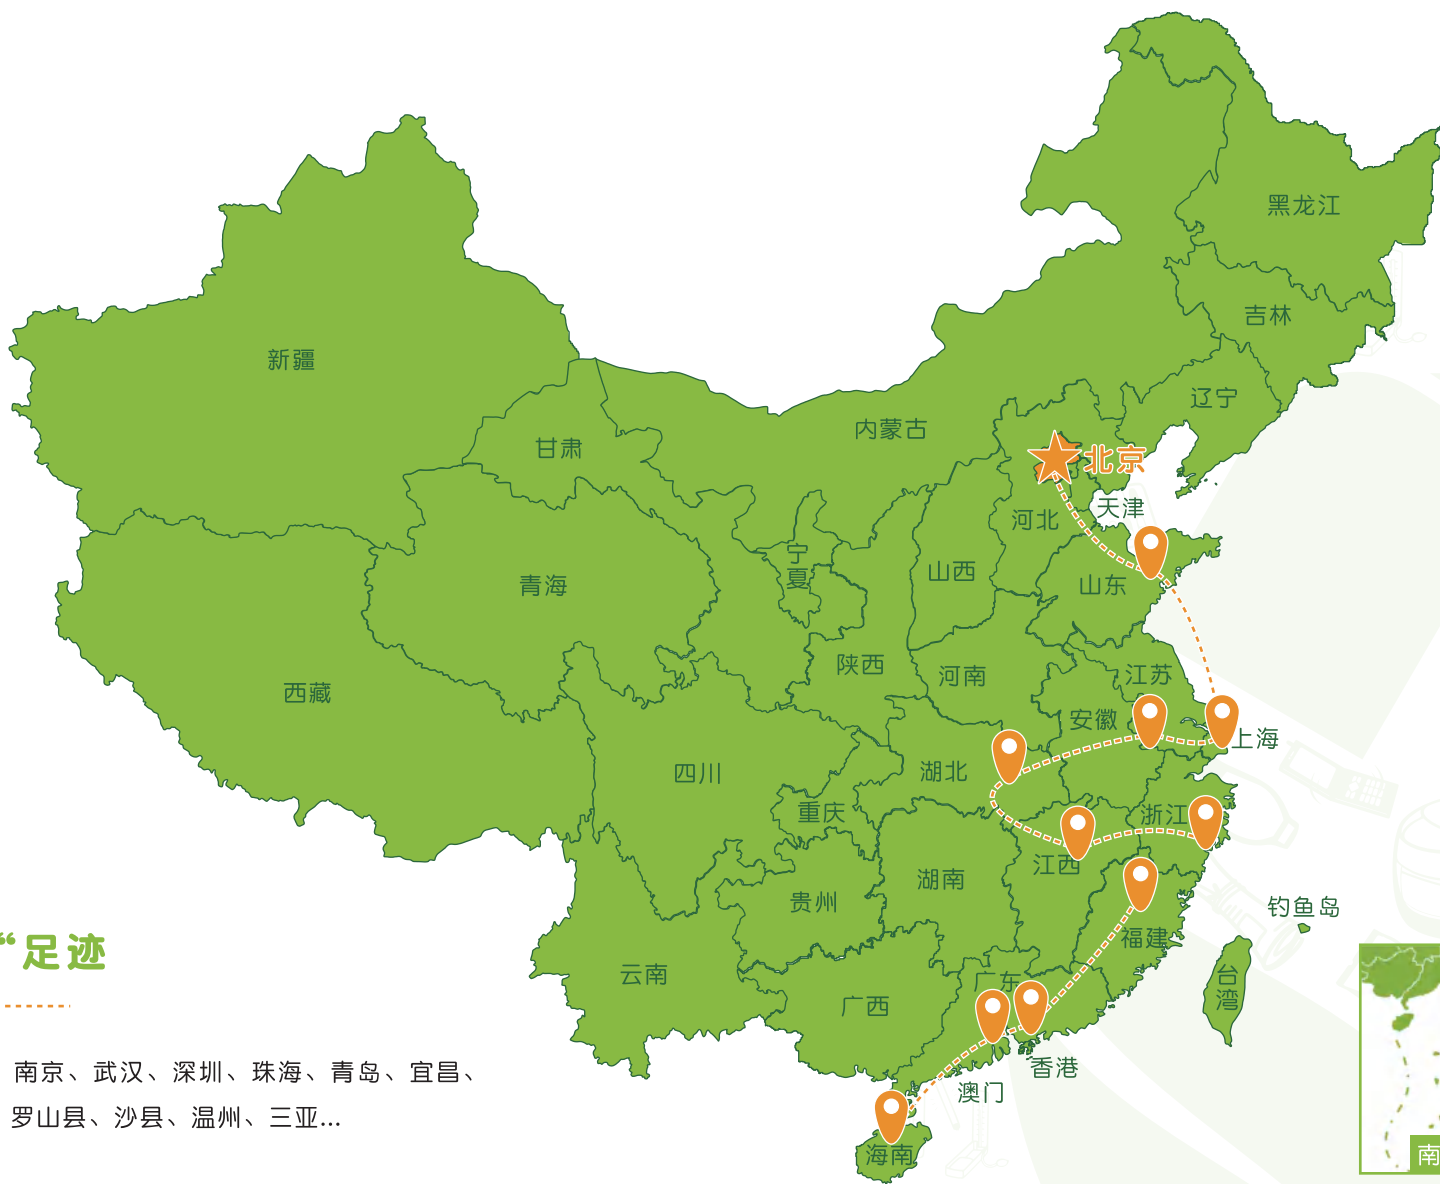 黑龙江
吉林
辽宁
新疆
内蒙古
甘肃
北京
天津
河北
宁夏
山西
山东
青海
陕西
河南
江苏
西藏
安徽
上海
四川
湖北
重庆
浙江
江西
湖南
贵州
钓鱼岛
福建
云南
广西
广东
台湾
香港
澳门
海南
“足迹
南京、武汉、深圳、珠海、青岛、宜昌、
罗山县、沙县、温州、三亚...
南